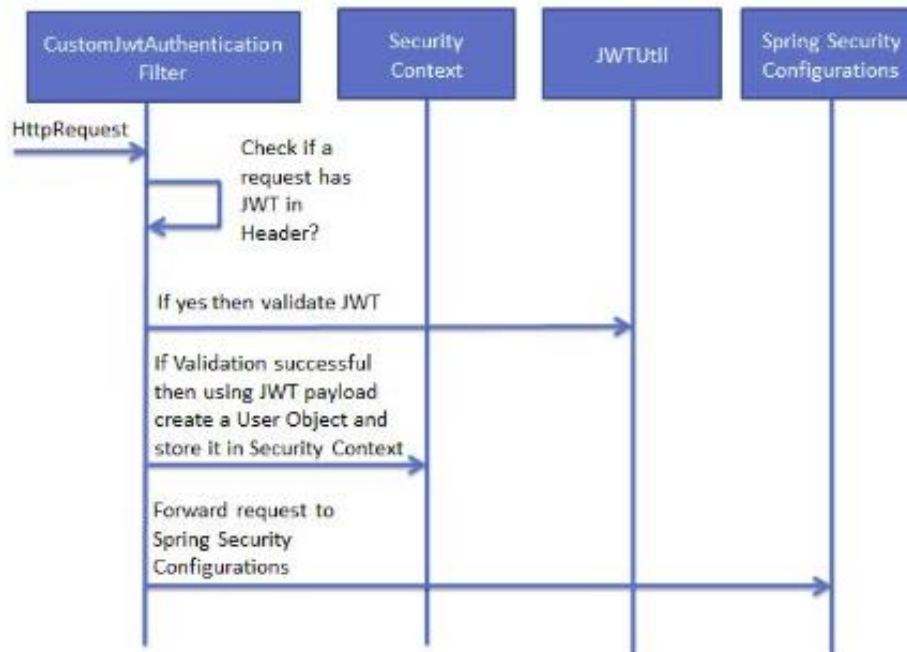 CustomJwtAuthentication
Filter
Security
Context
JWTUtil
Spring Security
Configurations
HttpRequest
Check if a
request has
JWT in
Header?
If yes then validate JWT
If Validation successful
then using JWT payload
create a User Object and
store it in Security Context
Forward request to
Spring Security
Configurations